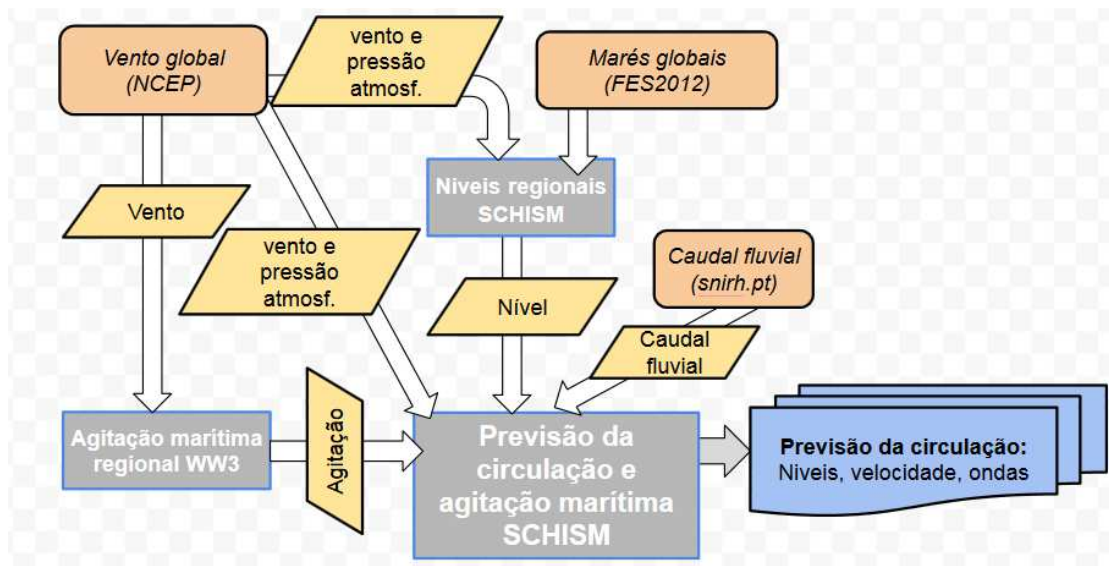 Vento global
(NCEP)
vento e
pressão
atmosf.
Marés globais
(FES2012)
Niveis regionais
SCHISM
Vento
vento e
pressão
atmosf.
Nível
Caudal fluvial
(snirh.pt)
Caudal
fluvial
Agitação marítima
regional WW3
Agitação
Previsão da
circulação e
agitação marítima
SCHISM
Previsão da circulação:
Niveis, velocidade, ondas